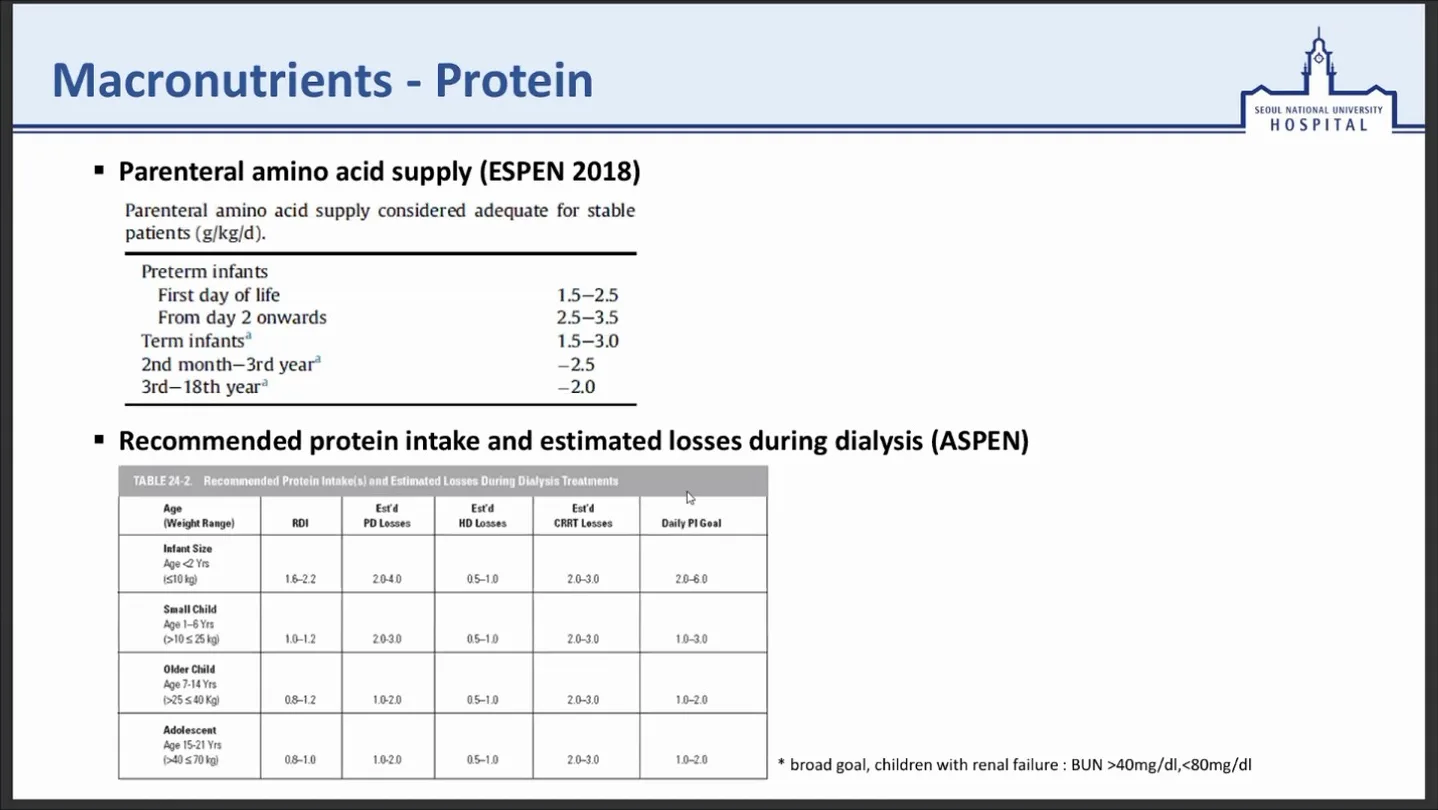 Macronutrients - Protein
SEOUL NATIONAL UNIVERSITY
HOSPITAL
▪ Parenteral amino acid supply (ESPEN 2018)
Parenteral amino acid supply considered adequate for stable
patients (g/kg/d).
Preterm infants
First day of life 1.5–2.5
From day 2 onwards 2.5–3.5
Term infantsᵃ 1.5–3.0
2nd month–3rd yearᵃ –2.5
3rd–18th yearᵃ –2.0
▪ Recommended protein intake and estimated losses during dialysis (ASPEN)
TABLE 24-2. Recommended Protein Intake(s) and Estimated Losses During Dialysis Treatments
Age Est'd Est'd Est'd
(Weight Range) RDI PD Losses HD Losses CRRT Losses Daily PI Goal
Infant Size
Age <2 Yrs
(≤10 kg) 1.6–2.2 2.0-4.0 0.5–1.0 2.0–3.0 2.0–6.0
Small Child
Age 1–6 Yrs
(>10 ≤ 25 kg) 1.0–1.2 2.0-3.0 0.5–1.0 2.0–3.0 1.0–3.0
Older Child
Age 7-14 Yrs
(>25 ≤ 40 Kg) 0.8–1.2 1.0-2.0 0.5–1.0 2.0–3.0 1.0–2.0
Adolescent
Age 15-21 Yrs
(>40 ≤ 70 kg) 0.8–1.0 1.0-2.0 0.5–1.0 2.0–3.0 1.0–2.0
* broad goal, children with renal failure : BUN >40mg/dl,<80mg/dl